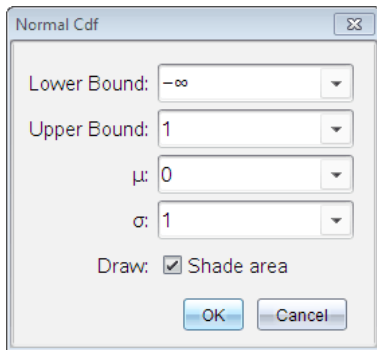 Normal Cdf
Lower Bound: -∞
Upper Bound: 1
μ: 0
σ: 1
Draw: Shade area
OK Cancel